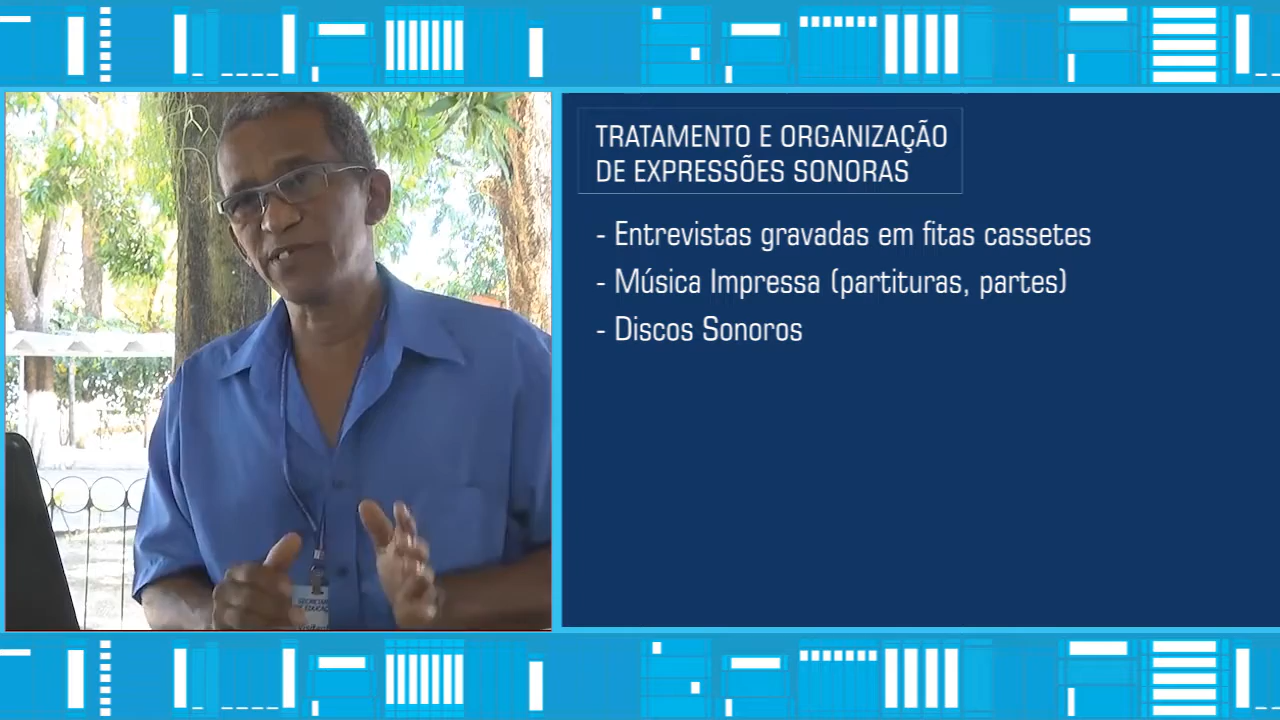 TRATAMENTO E ORGANIZAÇÃO
DE EXPRESSÕES SONORAS
- Entrevistas gravadas em fitas cassetes
- Música Impressa (partituras, partes)
- Discos Sonoros